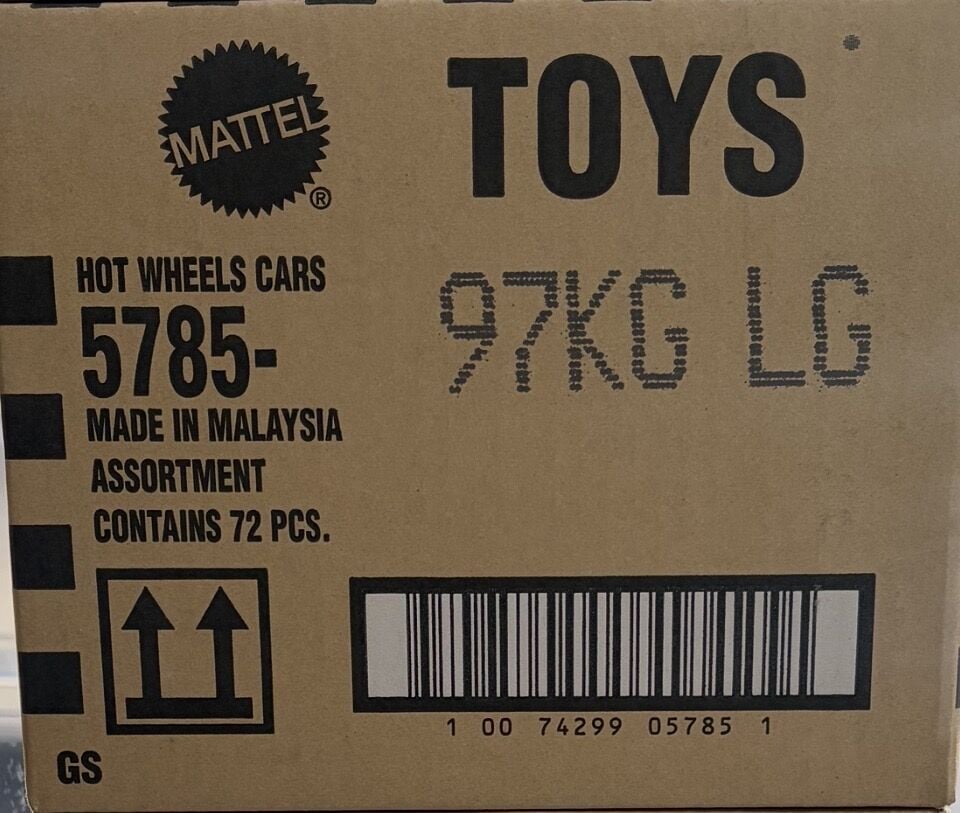 MATTEL ®
TOYS
HOT WHEELS CARS
5785-
97KG LG
MADE IN MALAYSIA
ASSORTMENT
CONTAINS 72 PCS.
1 00 74299 05785 1
GS